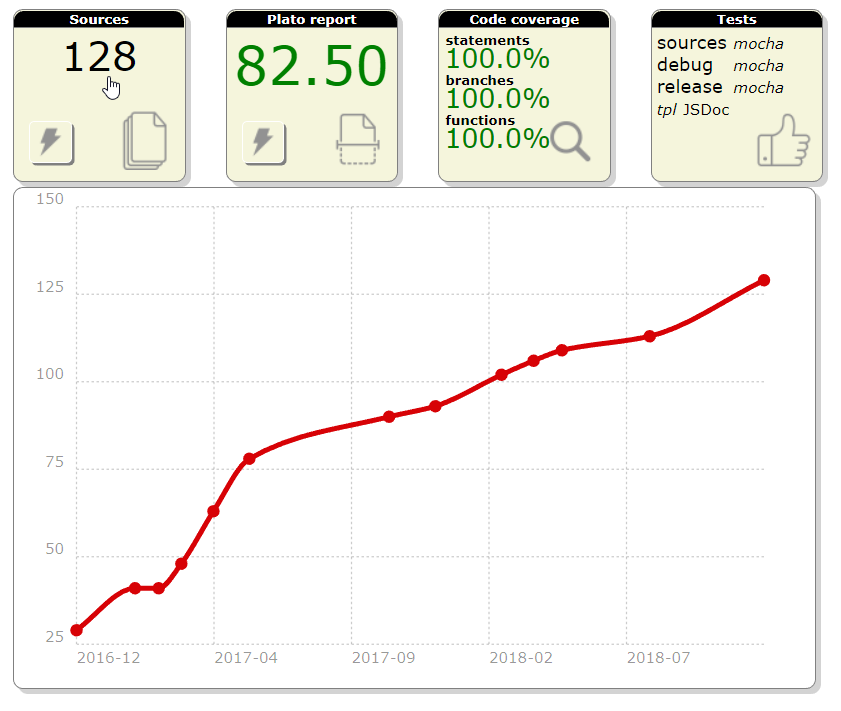 Sources
128
Plato report
82.50
Code coverage
statements
100.0%
branches
100.0%
functions
100.0%
Tests
sources mocha
debug mocha
release mocha
tpl JSDoc
150
125
100
75
50
25
2016-12 2017-04 2017-09 2018-02 2018-07